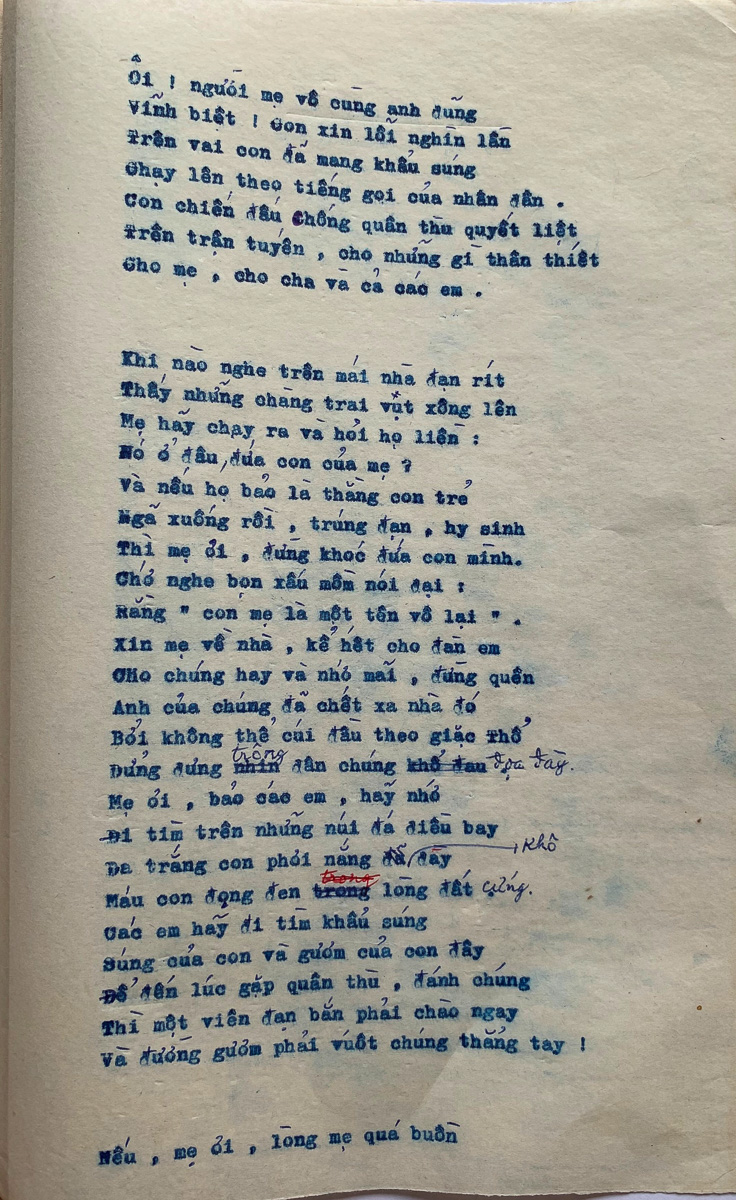 Ôi ! người mẹ vô cùng anh dũng
Vĩnh biệt ! Con xin lỗi nghìn lần
Trên vai con đã mang khẩu súng
Chạy lên theo tiếng gọi của nhân dân .
Con chiến đấu chống quân thù quyết liệt
Trên trận tuyến , cho những gì thân thiết
Cho mẹ , cho cha và cả các em .
Khi nào nghe trên mái nhà đạn rít
Thấy những chàng trai vụt xông lên
Mẹ hãy chạy ra và hỏi họ liền :
Nó ở đâu , đứa con của mẹ ?
Và nếu họ bảo là thằng con trẻ
Ngã xuống rồi , trúng đạn , hy sinh
Thì mẹ ơi , đừng khóc đứa con mình.
Chớ nghe bọn xấu mồm nói dại :
Rằng " con mẹ là một tên vô lại " .
Xin mẹ về nhà , kể hết cho đàn em
CHo chúng hay và nhớ mãi , đừng quên
Anh của chúng đã chết xa nhà đó
Bởi không thể cúi đầu theo giặc Thổ
trông
Dửng dưng nhìn dân chúng khổ đau . đọa đày.
Mẹ ơi , bảo các em , hãy nhớ
Đi tìm trên những núi đá diều bay
Da trắng con phơi nắng đã đầy khô
trong
Máu con đọng đen trong lòng đất cứng.
Các em hãy đi tìm khẩu súng
Súng của con và gươm của con đây
Để đến lúc gặp quân thù , đánh chúng
Thì một viên đạn bắn phải chào ngay
Và đường gươm phải vuốt chúng thẳng tay !
Nếu , mẹ ơi , lòng mẹ quá buồn